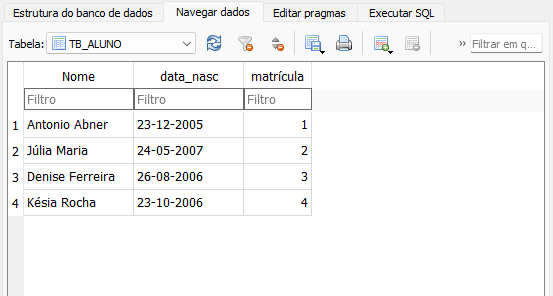 Estrutura do banco de dados Navegar dados Editar pragmas Executar SQL
Tabela: TB_ALUNO » Filtrar em q...
Nome data_nasc matrícula
Filtro Filtro Filtro
1 Antonio Abner 23-12-2005 1
2 Júlia Maria 24-05-2007 2
3 Denise Ferreira 26-08-2006 3
4 Késia Rocha 23-10-2006 4